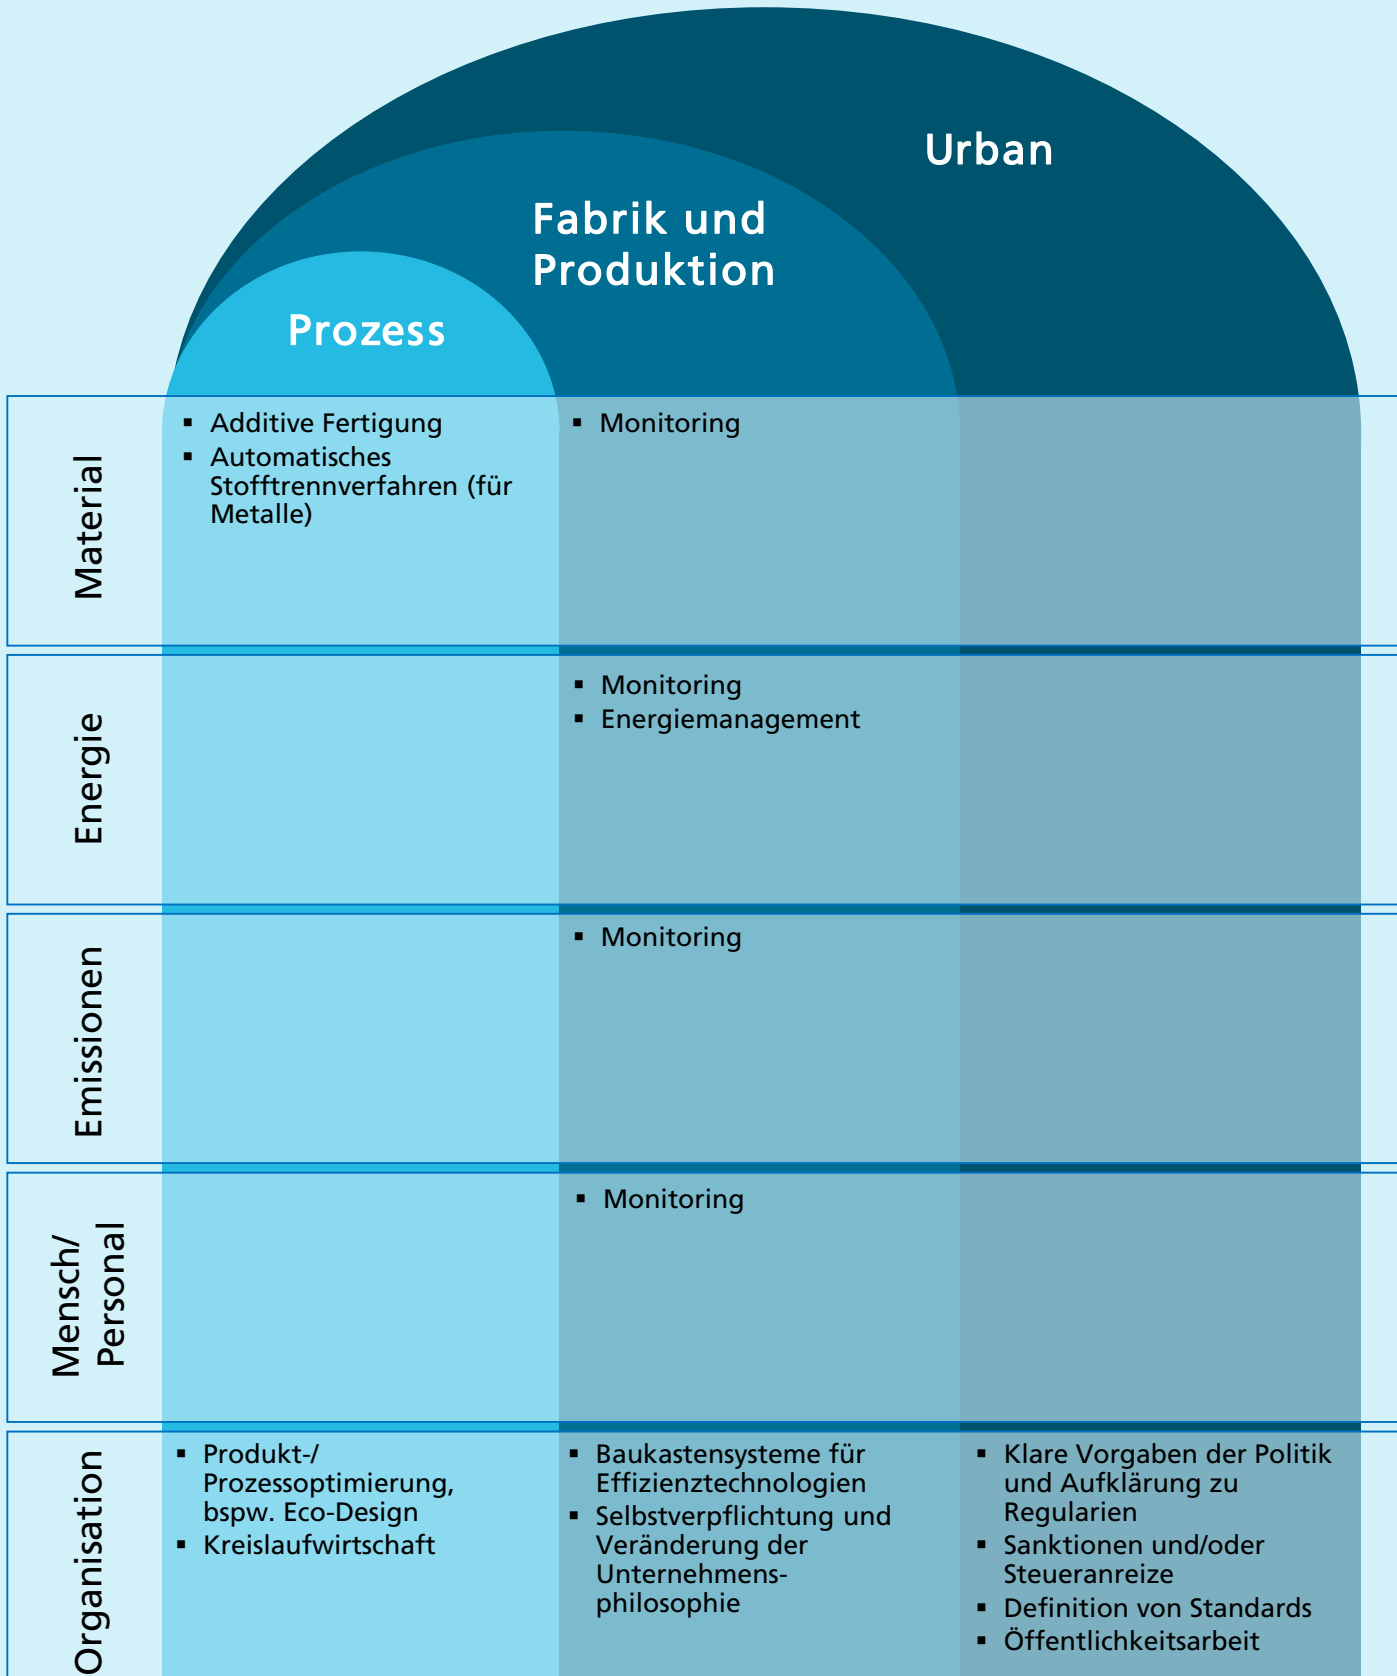 Urban
Fabrik und
Produktion
Prozess
Material
▪ Additive Fertigung
▪ Automatisches
Stofftrennverfahren (für
Metalle)
▪ Monitoring
Energie
▪ Monitoring
▪ Energiemanagement
Emissionen
▪ Monitoring
Mensch/
Personal
▪ Monitoring
Organisation
▪ Produkt-/
Prozessoptimierung,
bspw. Eco-Design
▪ Kreislaufwirtschaft
▪ Baukastensysteme für
Effizienztechnologien
▪ Selbstverpflichtung und
Veränderung der
Unternehmens-
philosophie
▪ Klare Vorgaben der Politik
und Aufklärung zu
Regularien
▪ Sanktionen und/oder
Steueranreize
▪ Definition von Standards
▪ Öffentlichkeitsarbeit